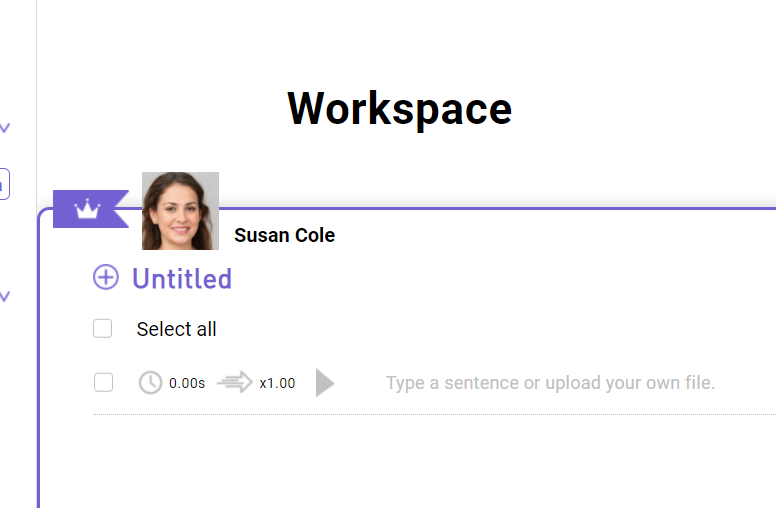 Workspace
Susan Cole
Untitled
Select all
0.00s x1.00 Type a sentence or upload your own file.